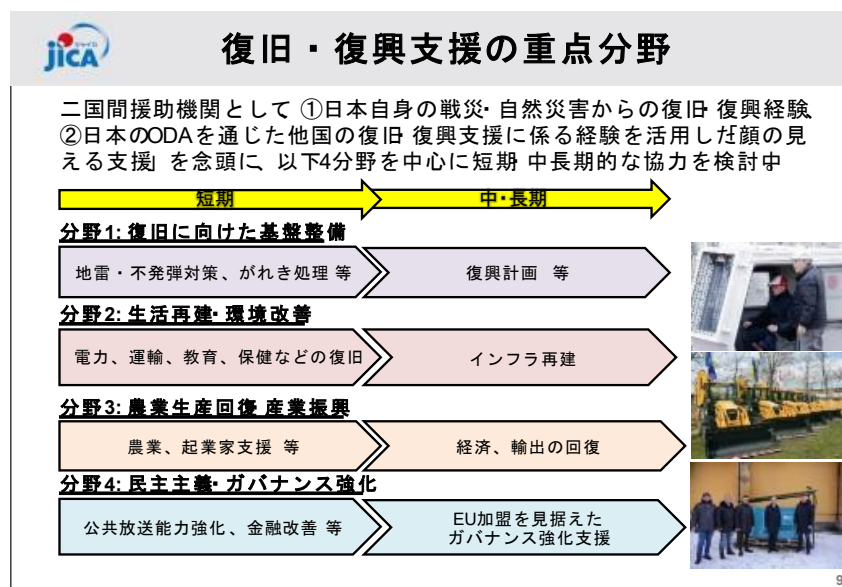 ジャイカ
JICA
復旧・復興支援の重点分野
二国間援助機関として ①日本自身の戦災・自然災害からの復旧・復興経験、
②日本のODAを通じた他国の復旧・復興支援に係る経験を活用した「顔の見
える支援」を念頭に、以下4分野を中心に短期・中長期的な協力を検討中。
短期
中・長期
分野1: 復旧に向けた基盤整備
地雷・不発弾対策、がれき処理 等
復興計画 等
分野2: 生活再建・環境改善
電力、運輸、教育、保健などの復旧
インフラ再建
分野3: 農業生産回復・産業振興
農業、起業家支援 等
経済、輸出の回復
分野4: 民主主義・ガバナンス強化
公共放送能力強化、金融改善 等
EU加盟を見据えた
ガバナンス強化支援
9